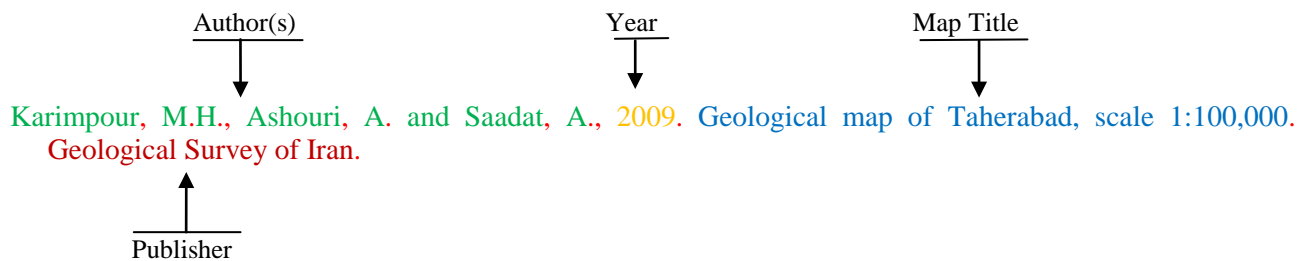 Author(s) Year Map Title
Karimpour, M.H., Ashouri, A. and Saadat, A., 2009. Geological map of Taherabad, scale 1:100,000.
Geological Survey of Iran.
Publisher